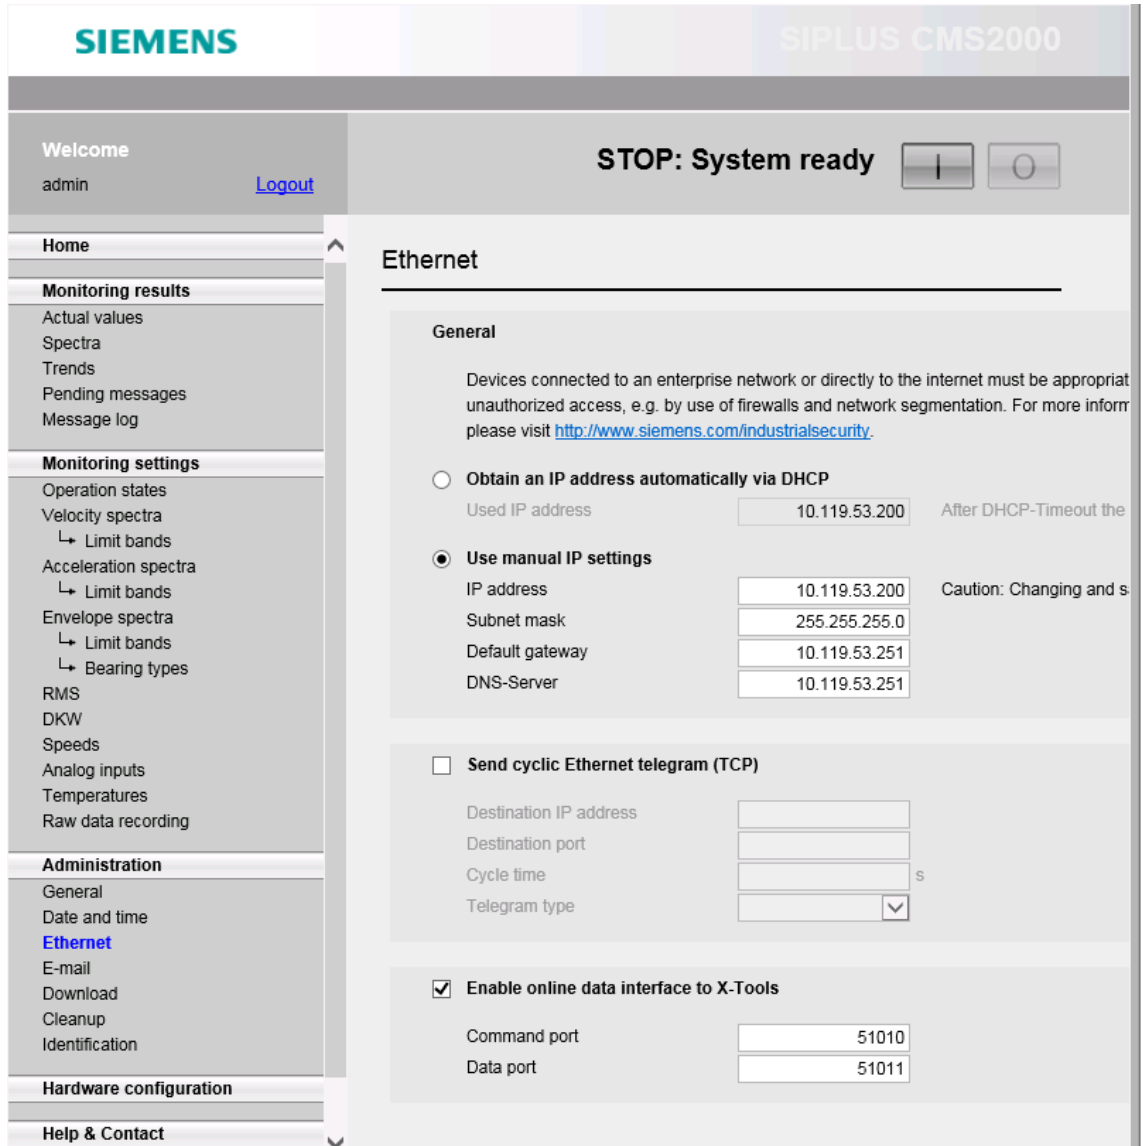 SIEMENS
SIPLUS CMS2000
Welcome
admin
Logout
STOP: System ready
I
O
Home
Monitoring results
Actual values
Spectra
Trends
Pending messages
Message log
Monitoring settings
Operation states
Velocity spectra
Limit bands
Acceleration spectra
Limit bands
Envelope spectra
Limit bands
Bearing types
RMS
DKW
Speeds
Analog inputs
Temperatures
Raw data recording
Administration
General
Date and time
Ethernet
E-mail
Download
Cleanup
Identification
Hardware configuration
Help & Contact
Ethernet
General
Devices connected to an enterprise network or directly to the internet must be appropriat
unauthorized access, e.g. by use of firewalls and network segmentation. For more inform
please visit http://www.siemens.com/industrialsecurity.
Obtain an IP address automatically via DHCP
Used IP address 10.119.53.200 After DHCP-Timeout the
Use manual IP settings
IP address 10.119.53.200 Caution: Changing and s
Subnet mask 255.255.255.0
Default gateway 10.119.53.251
DNS-Server 10.119.53.251
Send cyclic Ethernet telegram (TCP)
Destination IP address
Destination port
Cycle time s
Telegram type
Enable online data interface to X-Tools
Command port 51010
Data port 51011